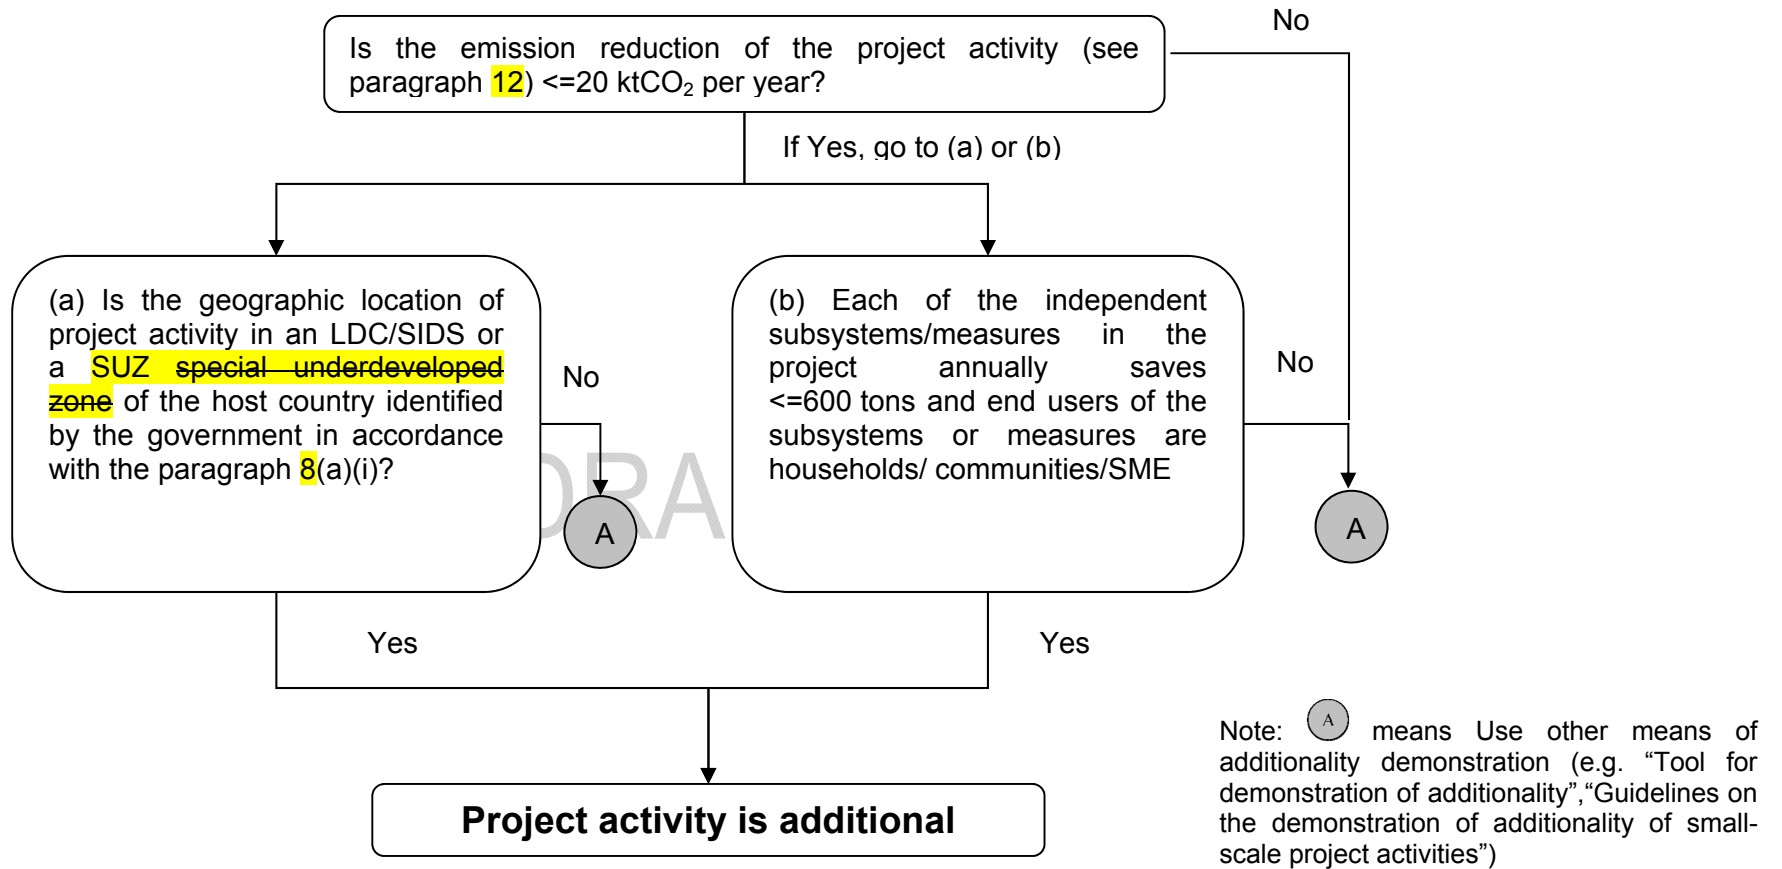 No
Is the emission reduction of the project activity (see
paragraph 12) <=20 ktCO₂ per year?
If Yes, go to (a) or (b)
(a) Is the geographic location of
project activity in an LDC/SIDS or
a SUZ special underdeveloped
zone of the host country identified
by the government in accordance
with the paragraph 8(a)(i)?
No
A
(b) Each of the independent
subsystems/measures in the
project annually saves
<=600 tons and end users of the
subsystems or measures are
households/ communities/SME
No
A
DRA
Yes
Yes
Project activity is additional
Note: A means Use other means of
additionality demonstration (e.g. “Tool for
demonstration of additionality”,“Guidelines on
the demonstration of additionality of small-
scale project activities”)